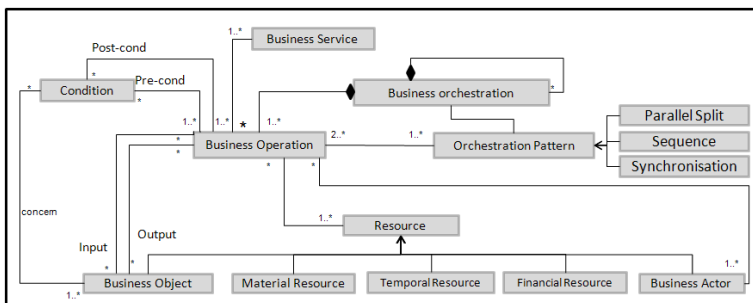 1..*
Business Service
Post-cond
Business orchestration
*
*
Pre-cond
Condition
*
*
Parallel Split
1..*
1..*
*
1..*
2..*
1..*
Sequence
*
Business Operation
Orchestration Pattern
*
Synchronisation
*
*
concern
1..*
Resource
Output
Input
*
*
1..*
1..*
Business Object
Material Resource
Temporal Resource
Financial Resource
Business Actor